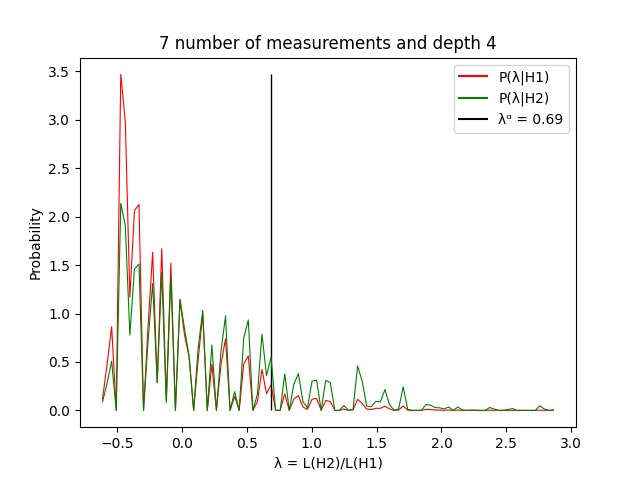 7 number of measurements and depth 4
P(λ|H1)
P(λ|H2)
λᵅ = 0.69
Probability
3.5
3.0
2.5
2.0
1.5
1.0
0.5
0.0
−0.5 0.0 0.5 1.0 1.5 2.0 2.5 3.0
λ = L(H2)/L(H1)